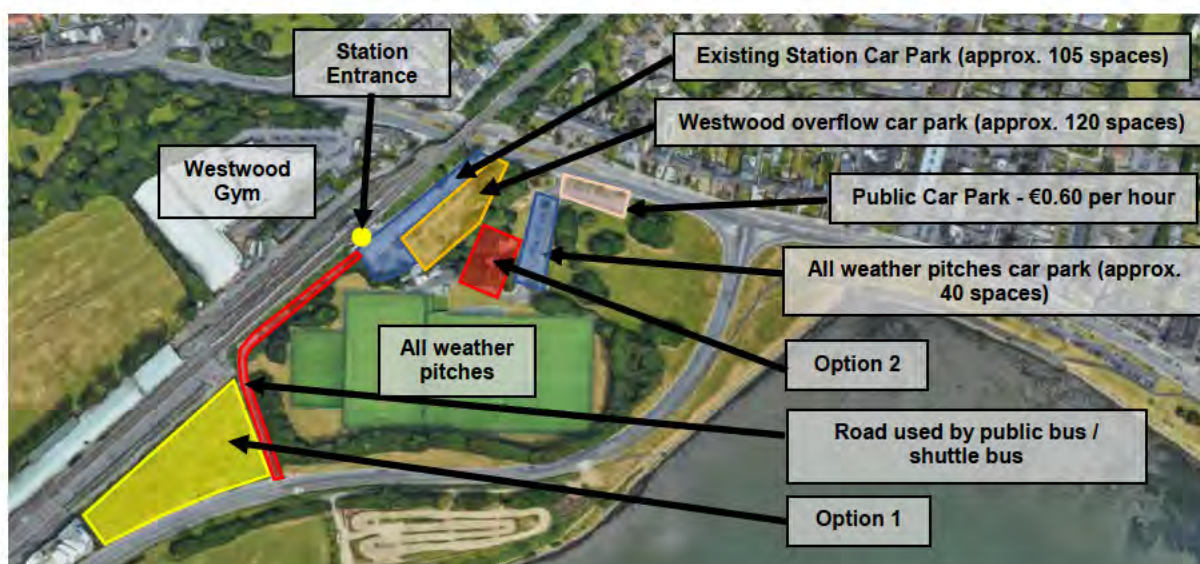 Station
Entrance
Existing Station Car Park (approx. 105 spaces)
Westwood overflow car park (approx. 120 spaces)
Westwood
Gym
Public Car Park - €0.60 per hour
All weather pitches car park (approx.
40 spaces)
All weather
pitches
Option 2
Road used by public bus /
shuttle bus
Option 1